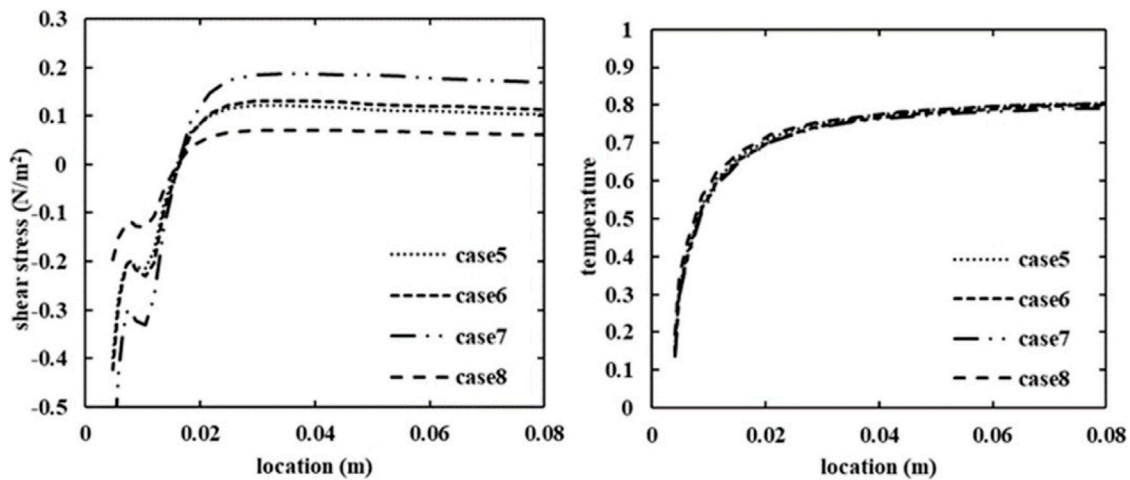 shear stress (N/m²)
0.3
0.2
0.1
0
-0.1
-0.2
-0.3
-0.4
-0.5
case5
case6
case7
case8
0
0.02
0.04
0.06
0.08
location (m)
temperature
1
0.9
0.8
0.7
0.6
0.5
0.4
0.3
0.2
0.1
0
case5
case6
case7
case8
0
0.02
0.04
0.06
0.08
location (m)